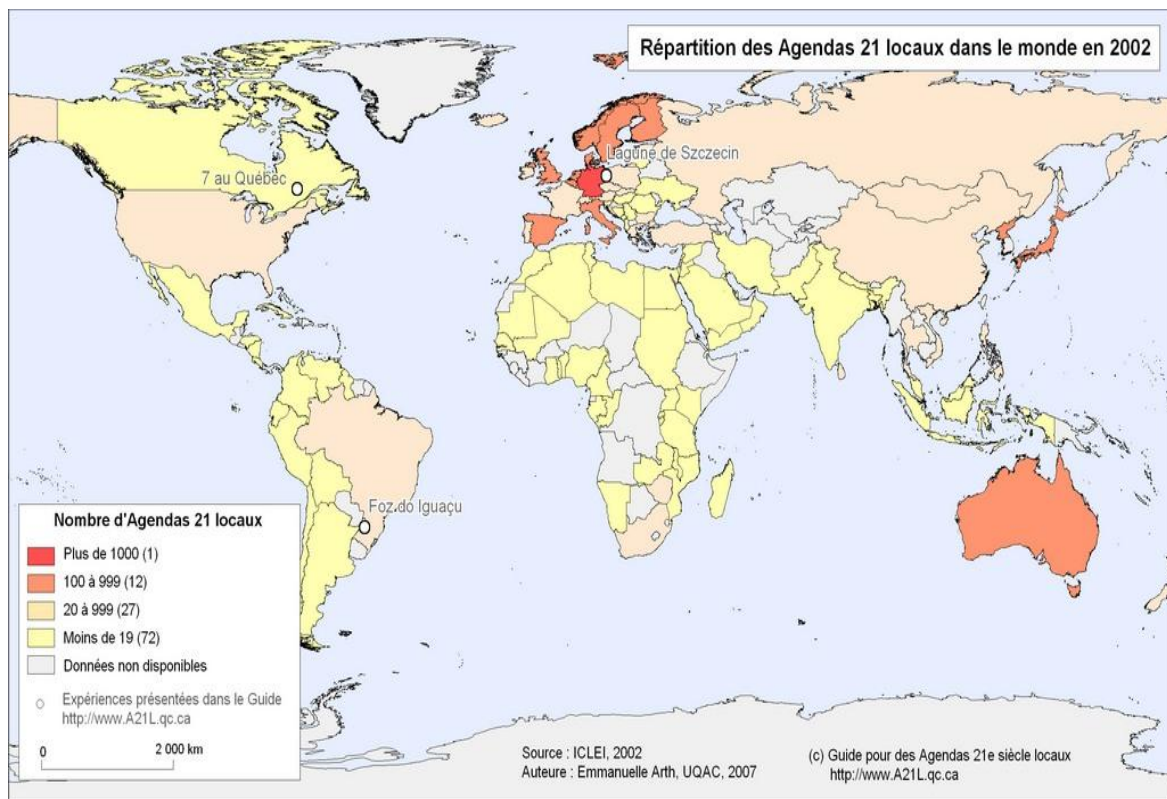 Répartition des Agendas 21 locaux dans le monde en 2002
Lagune de Szczecin
7 au Québec
Foz do Iguaçu
Nombre d'Agendas 21 locaux
Plus de 1000 (1)
100 à 999 (12)
20 à 999 (27)
Moins de 19 (72)
Données non disponibles
Expériences présentées dans le Guide
http://www.A21L.qc.ca
0 2 000 km
Source : ICLEI, 2002
Auteure : Emmanuelle Arth, UQAC, 2007
(c) Guide pour des Agendas 21e siècle locaux
http://www.A21L.qc.ca